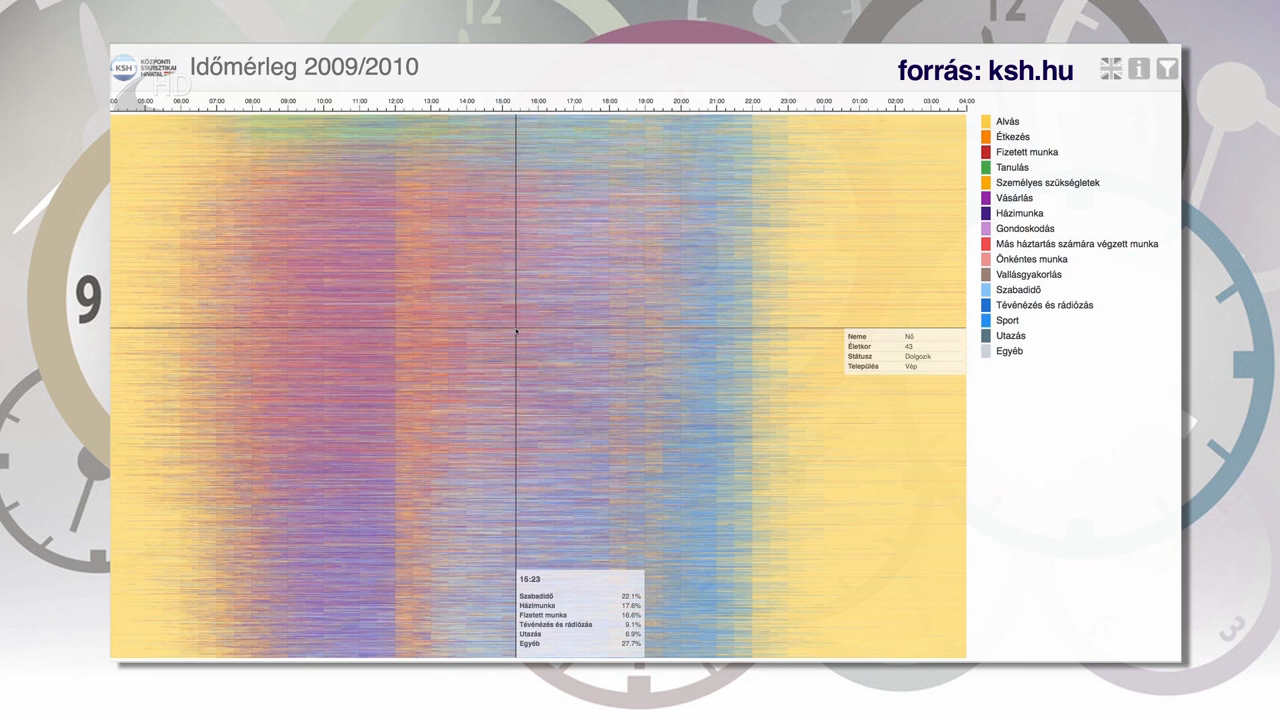 12
12
KSH
KÖZPONTI
STATISZTIKAI
HIVATAL
HD
Időmérleg 2009/2010
forrás: ksh.hu
05:00 06:00 07:00 08:00 09:00 10:00 11:00 12:00 13:00 14:00 15:00 16:00 17:00 18:00 19:00 20:00 21:00 22:00 23:00 00:00 01:00 02:00 03:00 04:00
Alvás
Étkezés
Fizetett munka
Tanulás
Személyes szükségletek
Vásárlás
Házimunka
Gondoskodás
Más háztartás számára végzett munka
Önkéntes munka
Vallásgyakorlás
Szabadidő
Tévénézés és rádiózás
Sport
Utazás
Egyéb
9
Neme Nő
Életkor 43
Státusz Dolgozik
Település Vép
15:23
Szabadidő 22.1%
Házimunka 17.6%
Fizetett munka 16.6%
Tévénézés és rádiózás 9.1%
Utazás 6.9%
Egyéb 27.7%
3